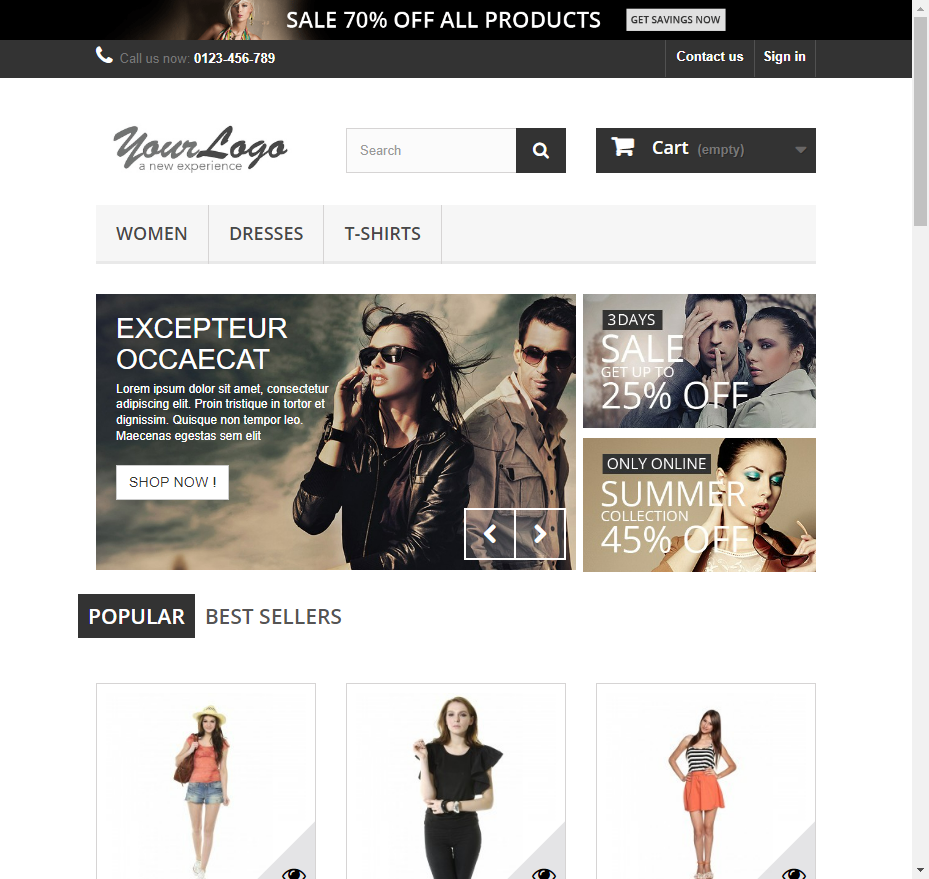 SALE 70% OFF ALL PRODUCTS
GET SAVINGS NOW
Call us now: 0123-456-789
Contact us
Sign in
YourLogo
a new experience
Search
Cart (empty)
WOMEN
DRESSES
T-SHIRTS
EXCEPTEUR
OCCAECAT
Lorem ipsum dolor sit amet, consectetur
adipiscing elit. Proin tristique in tortor et
dignissim. Quisque non tempor leo.
Maecenas egestas sem elit
SHOP NOW !
3 DAYS
SALE
GET UP TO
25% OFF
ONLY ONLINE
SUMMER
COLLECTION
45% OFF
POPULAR
BEST SELLERS